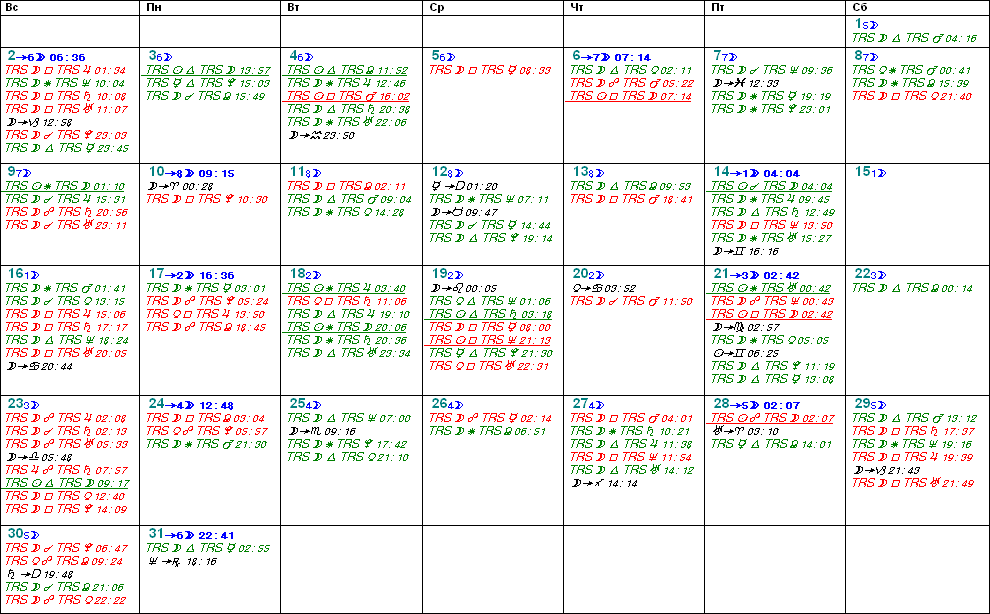 Вс Пн Вт Ср Чт Пт Сб
1 5☽
TRS ☽ △ TRS ♂ 04:16
2→6☽ 06:36
TRS ☽ □ TRS ♃ 01:34
TRS ☽ ✶ TRS ♆ 10:04
TRS ☽ □ TRS ♄ 10:08
TRS ☽ □ TRS ♅ 11:07
☽→♑ 12:58
TRS ☽ ☌ TRS ♇ 23:03
TRS ☽ △ TRS ☿ 23:45
3 6☽
TRS ☉ △ TRS ☽ 13:57
TRS ☿ △ TRS ♇ 15:03
TRS ☽ ☌ TRS ☊ 15:49
4 6☽
TRS ☉ △ TRS ☊ 11:52
TRS ☽ ✶ TRS ♃ 12:46
TRS ☉ □ TRS ♂ 16:02
TRS ☽ △ TRS ♄ 20:38
TRS ☽ ✶ TRS ♅ 22:06
☽→♒ 23:50
5 6☽
TRS ☽ □ TRS ☿ 08:33
6→7☽ 07:14
TRS ☽ △ TRS ♀ 02:11
TRS ☽ ☍ TRS ♂ 05:22
TRS ☉ □ TRS ☽ 07:14
7 7☽
TRS ☽ ☌ TRS ♆ 09:36
☽→♓ 12:33
TRS ☽ ✶ TRS ☿ 19:19
TRS ☽ ✶ TRS ♇ 23:01
8 7☽
TRS ♀ ✶ TRS ♂ 00:41
TRS ☽ ✶ TRS ☊ 15:39
TRS ☽ □ TRS ♀ 21:40
9 7☽
TRS ☉ ✶ TRS ☽ 01:10
TRS ☽ ☌ TRS ♃ 15:31
TRS ☽ ☍ TRS ♄ 20:56
TRS ☽ ☌ TRS ♅ 23:11
10→8☽ 09:15
☽→♈ 00:28
TRS ☽ □ TRS ♇ 10:30
11 8☽
TRS ☽ □ TRS ☊ 02:11
TRS ☽ △ TRS ♂ 09:04
TRS ☽ ✶ TRS ♀ 14:28
12 8☽
☿→D 01:20
TRS ☽ ✶ TRS ♆ 07:11
☽→♉ 09:47
TRS ☽ ☌ TRS ☿ 14:44
TRS ☽ △ TRS ♇ 19:14
13 8☽
TRS ☽ △ TRS ☊ 09:53
TRS ☽ □ TRS ♂ 18:41
14→1☽ 04:04
TRS ☉ ☌ TRS ☽ 04:04
TRS ☽ ✶ TRS ♃ 09:45
TRS ☽ △ TRS ♄ 12:49
TRS ☽ □ TRS ♆ 13:50
TRS ☽ ✶ TRS ♅ 15:27
☽→♊ 16:16
15 1☽
16 1☽
TRS ☽ ✶ TRS ♂ 01:41
TRS ☽ ☌ TRS ♀ 13:15
TRS ☽ □ TRS ♃ 15:06
TRS ☽ □ TRS ♄ 17:17
TRS ☽ △ TRS ♆ 18:24
TRS ☽ □ TRS ♅ 20:05
☽→♋ 20:44
17→2☽ 16:36
TRS ☽ ✶ TRS ☿ 03:01
TRS ☽ ☍ TRS ♇ 05:24
TRS ♀ □ TRS ♆ 13:50
TRS ☽ ☍ TRS ☊ 18:45
18 2☽
TRS ☉ ✶ TRS ♃ 03:40
TRS ♀ □ TRS ♄ 11:06
TRS ☽ △ TRS ♃ 19:10
TRS ☉ ✶ TRS ☽ 20:06
TRS ☽ ✶ TRS ♄ 20:36
TRS ☽ △ TRS ♅ 23:34
19 2☽
☽→♌ 00:05
TRS ♀ △ TRS ♆ 01:06
TRS ☉ △ TRS ♄ 03:18
TRS ☽ □ TRS ☿ 08:00
TRS ☉ □ TRS ♆ 21:13
TRS ☿ △ TRS ♇ 21:30
TRS ♀ □ TRS ♅ 22:31
20 2☽
♀→♋ 03:52
TRS ☽ ☌ TRS ♂ 11:50
21→3☽ 02:42
TRS ☉ ✶ TRS ♅ 00:42
TRS ☽ ☍ TRS ♆ 00:43
TRS ☉ □ TRS ☽ 02:42
☽→♍ 02:57
TRS ☽ ✶ TRS ♀ 05:05
☉→♊ 06:25
TRS ☽ △ TRS ♇ 11:19
TRS ☽ △ TRS ☿ 13:08
22 3☽
TRS ☽ △ TRS ☊ 00:14
23 3☽
TRS ☽ ☍ TRS ♃ 02:08
TRS ☽ ☌ TRS ♄ 02:13
TRS ☽ ☍ TRS ♅ 05:33
☽→♎ 05:48
TRS ♃ ☍ TRS ♄ 07:57
TRS ☉ △ TRS ☽ 09:17
TRS ☽ □ TRS ♀ 12:40
TRS ☽ □ TRS ♇ 14:09
24→4☽ 12:48
TRS ☽ □ TRS ☊ 03:04
TRS ♀ ☍ TRS ♇ 05:57
TRS ☽ ✶ TRS ♂ 21:30
25 4☽
TRS ☽ △ TRS ♆ 07:00
☽→♏ 09:16
TRS ☽ ✶ TRS ♇ 17:42
TRS ☽ △ TRS ♀ 21:10
26 4☽
TRS ☽ ☍ TRS ☿ 02:14
TRS ☽ ✶ TRS ☊ 06:51
27 4☽
TRS ☽ □ TRS ♂ 04:01
TRS ☽ ✶ TRS ♄ 10:21
TRS ☽ △ TRS ♃ 11:38
TRS ☽ □ TRS ♆ 11:54
TRS ☽ △ TRS ♅ 14:12
☽→♐ 14:14
28→5☽ 02:07
TRS ☉ ☍ TRS ☽ 02:07
♅→♈ 03:10
TRS ☿ △ TRS ☊ 14:01
29 5☽
TRS ☽ △ TRS ♂ 13:12
TRS ☽ □ TRS ♄ 17:37
TRS ☽ ✶ TRS ♆ 19:16
TRS ☽ □ TRS ♃ 19:39
☽→♑ 21:43
TRS ☽ □ TRS ♅ 21:49
30 5☽
TRS ☽ ☌ TRS ♇ 06:47
TRS ♀ ☍ TRS ☊ 09:24
♄→D 19:48
TRS ☽ ☌ TRS ☊ 21:06
TRS ☽ ☍ TRS ♀ 22:22
31→6☽ 22:41
TRS ☽ △ TRS ☿ 02:55
♆→℞ 18:16